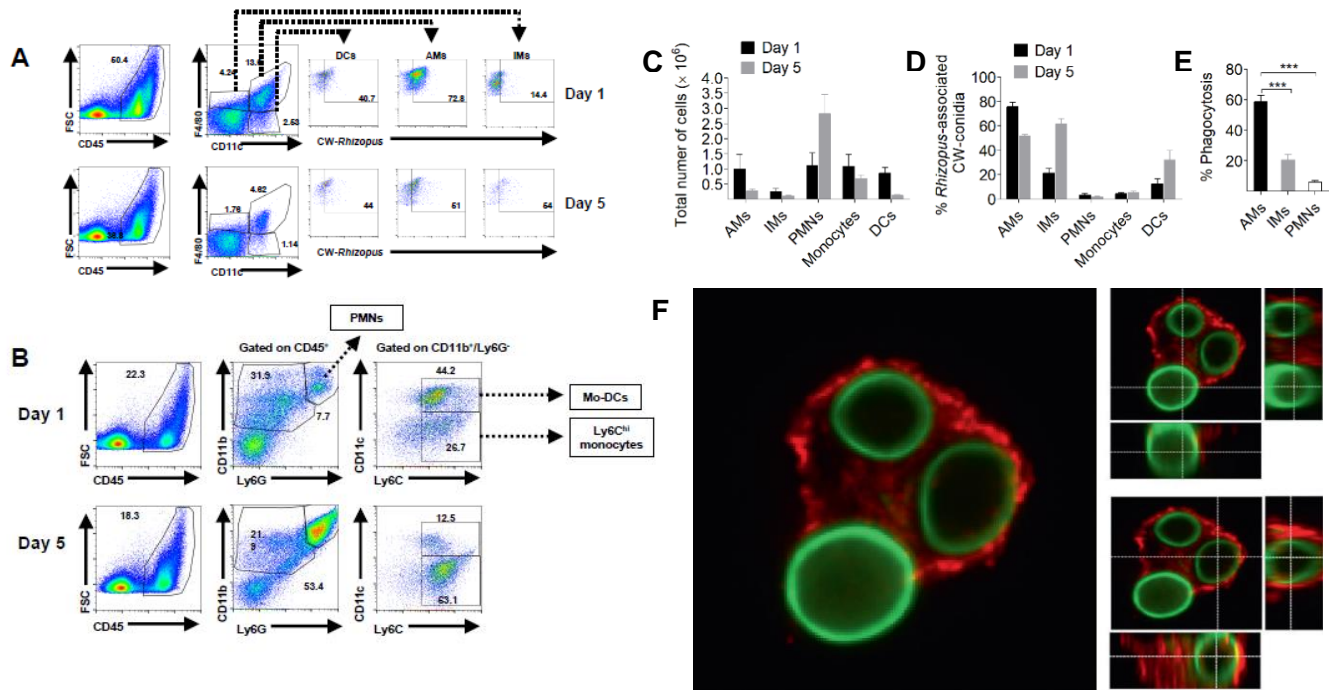 A
60.4
FSC
CD45
4.24
13.0
2.53
F4/80
CD11c
DCs
AMs
IMs
40.7
72.8
14.4
Day 1
CW-Rhizopus
FSC
38.8
CD45
1.78
4.62
1.14
F4/80
CD11c
44
51
54
Day 5
CW-Rhizopus
B
PMNs
Gated on CD45+
Gated on CD11b+/Ly6G-
Day 1
22.3
FSC
CD45
31.9
7.7
CD11b
Ly6G
44.2
26.7
CD11c
Ly6C
Mo-DCs
Ly6Chi
monocytes
Day 5
18.3
FSC
CD45
21
9
53.4
CD11b
Ly6G
12.5
63.1
CD11c
Ly6C
C
Day 1
Day 5
Total numer of cells (× 10⁶)
4.0
3.5
3.0
2.5
2.0
1.5
1.0
0.5
AMs
IMs
PMNs
Monocytes
DCs
D
Day 1
Day 5
% Rhizopus-associated
CW-conidia
100
80
60
40
20
0
AMs
IMs
PMNs
Monocytes
DCs
E
***
***
% Phagocytosis
80
60
40
20
AMs
IMs
PMNs
F